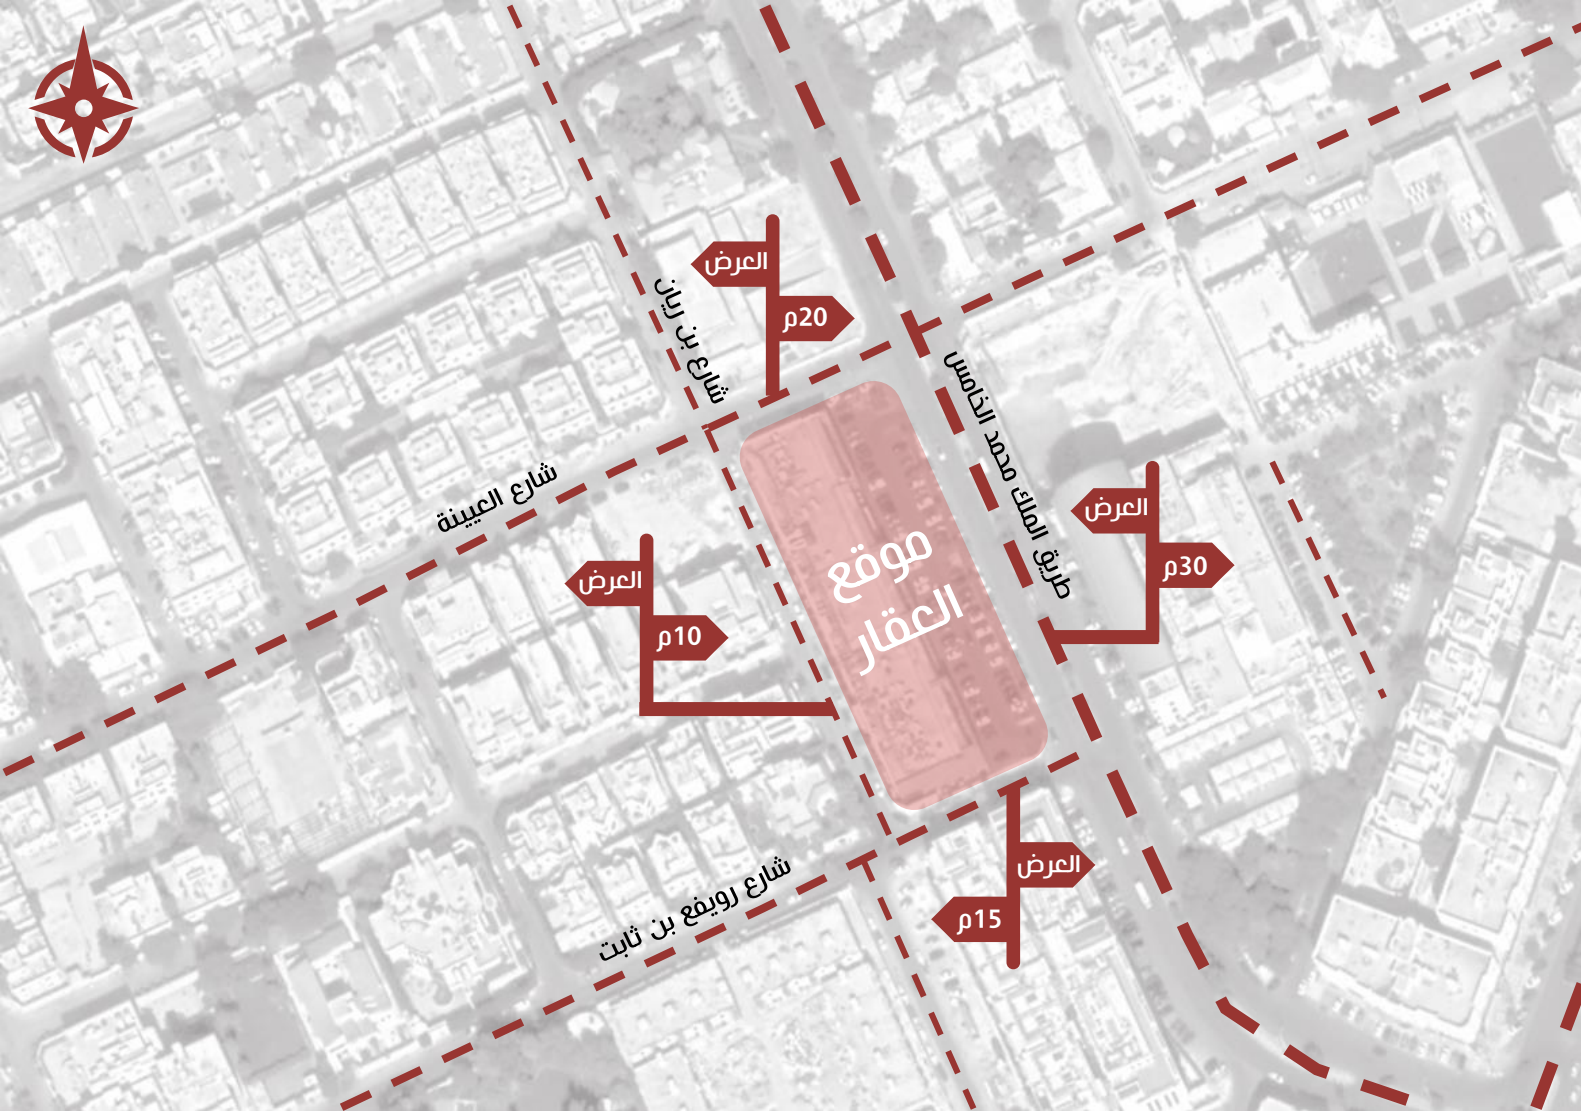 العرض
20م
شارع بن ريان
طريق الملك محمد الخامس
شارع العيينة
العرض
30م
موقع
العقار
العرض
10م
شارع رويفع بن ثابت
العرض
15م